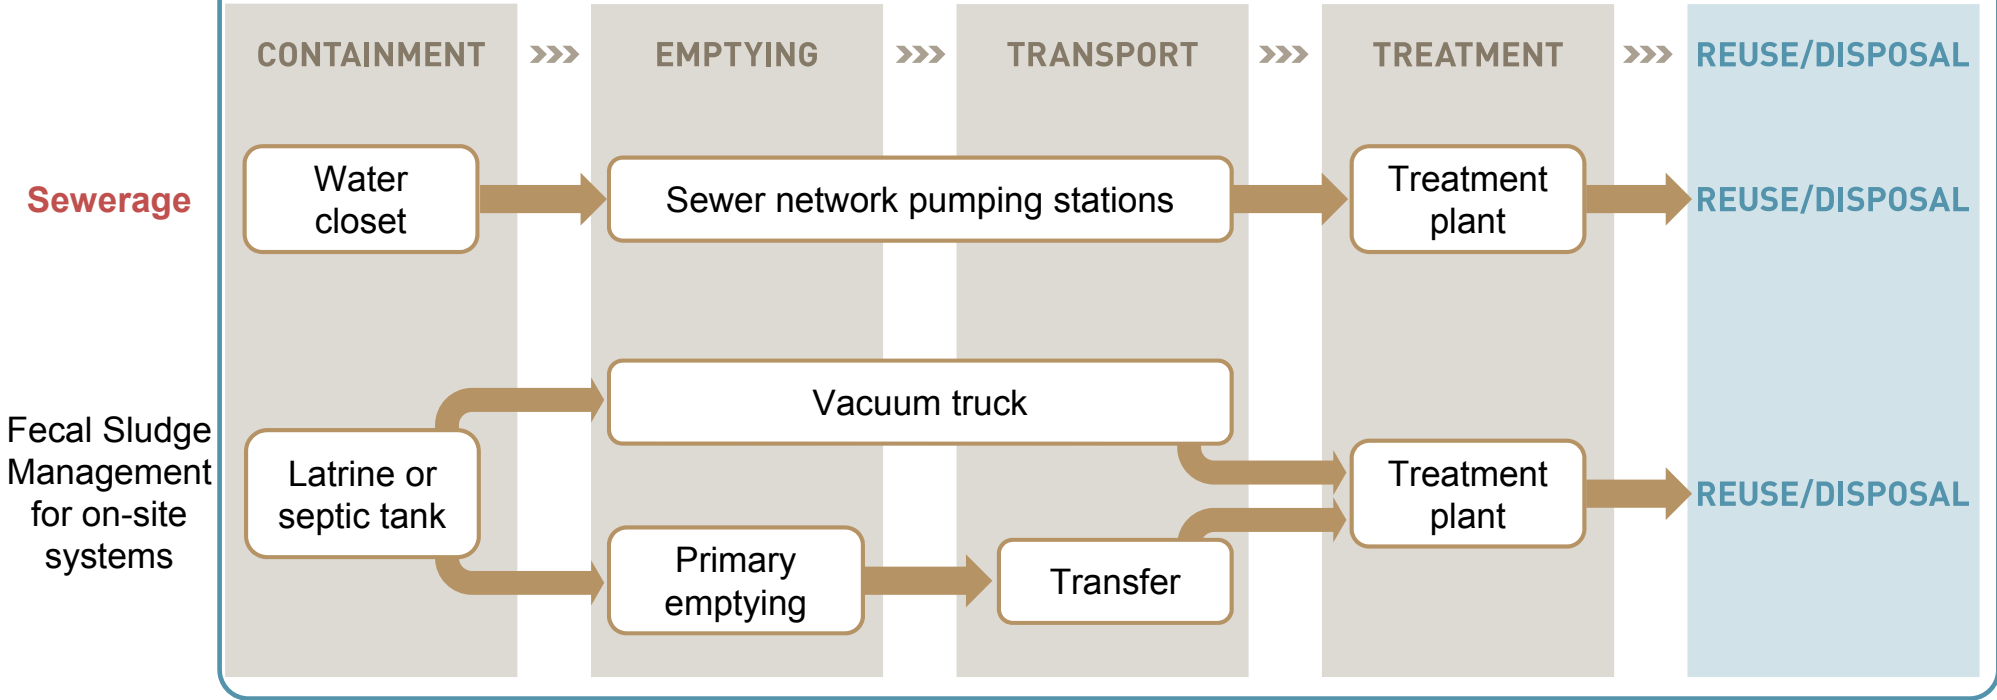 CONTAINMENT >>> EMPTYING >>> TRANSPORT >>> TREATMENT >>> REUSE/DISPOSAL
Sewerage
Water
closet
Sewer network pumping stations
Treatment
plant
REUSE/DISPOSAL
Fecal Sludge
Management
for on-site
systems
Latrine or
septic tank
Vacuum truck
Primary
emptying
Transfer
Treatment
plant
REUSE/DISPOSAL